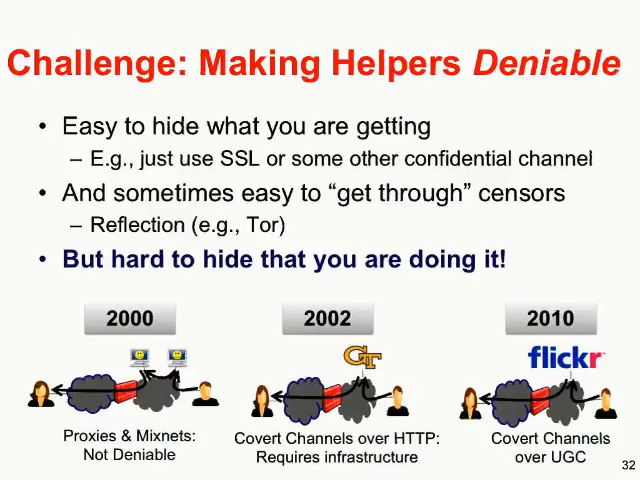 Challenge: Making Helpers Deniable
• Easy to hide what you are getting
– E.g., just use SSL or some other confidential channel
• And sometimes easy to “get through” censors
– Reflection (e.g., Tor)
• But hard to hide that you are doing it!
2000
2002
2010
GT
flickr
Proxies & Mixnets:
Not Deniable
Covert Channels over HTTP:
Requires infrastructure
Covert Channels
over UGC
32